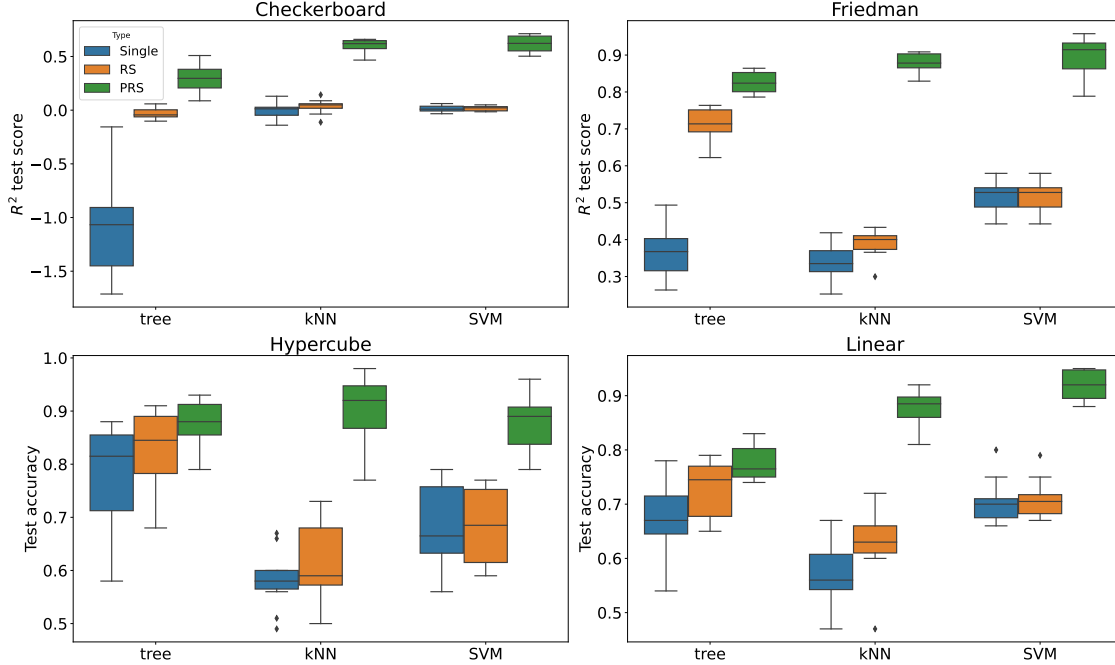 Checkerboard
Type
Single
RS
PRS
0.5
0.0
−0.5
−1.0
−1.5
R² test score
tree
kNN
SVM
Friedman
0.9
0.8
0.7
0.6
0.5
0.4
0.3
R² test score
tree
kNN
SVM
Hypercube
1.0
0.9
0.8
0.7
0.6
0.5
Test accuracy
tree
kNN
SVM
Linear
0.9
0.8
0.7
0.6
0.5
Test accuracy
tree
kNN
SVM